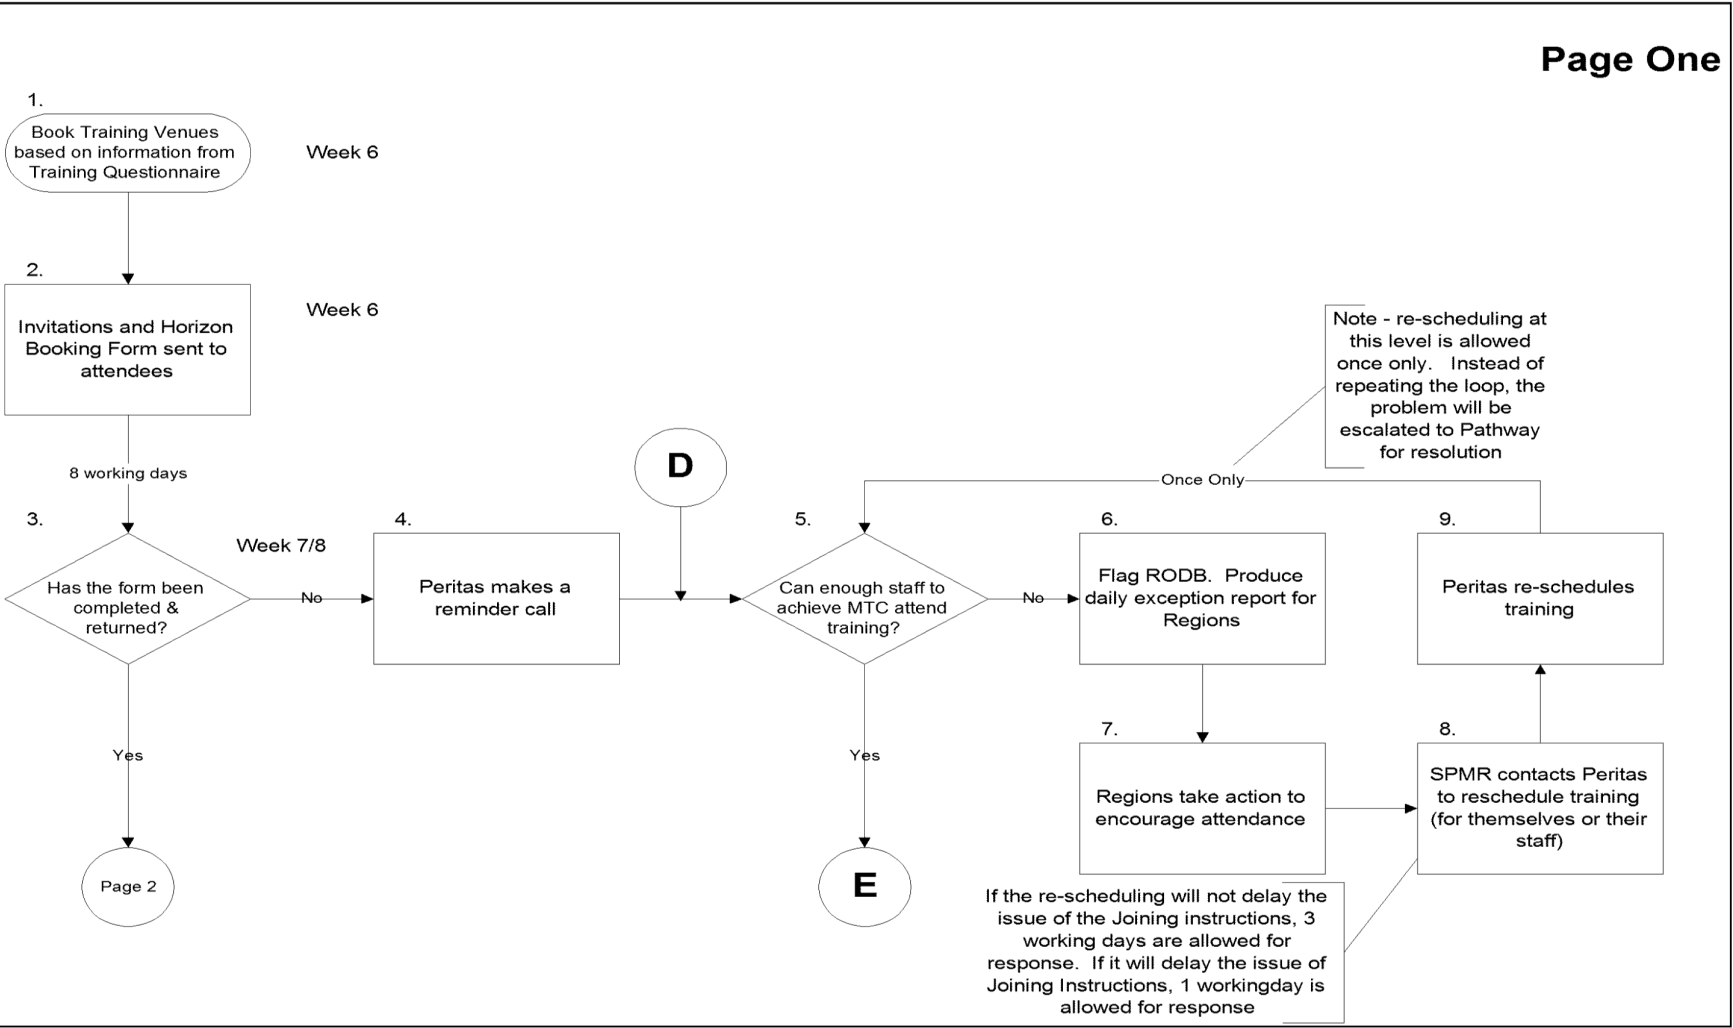 Page One
1.
Book Training Venues
based on information from
Training Questionnaire
Week 6
2.
Invitations and Horizon
Booking Form sent to
attendees
Week 6
8 working days
3.
Has the form been
completed &
returned?
Week 7/8
No
Yes
Page 2
4.
Peritas makes a
reminder call
D
5.
Can enough staff to
achieve MTC attend
training?
No
Yes
E
6.
Flag RODB.  Produce
daily exception report for
Regions
7.
Regions take action to
encourage attendance
8.
SPMR contacts Peritas
to reschedule training
(for themselves or their
staff)
If the re-scheduling will not delay the
issue of the Joining instructions, 3
working days are allowed for
response.  If it will delay the issue of
Joining Instructions, 1 workingday is
allowed for response
9.
Peritas re-schedules
training
Once Only
Note - re-scheduling at
this level is allowed
once only.   Instead of
repeating the loop, the
problem will be
escalated to Pathway
for resolution